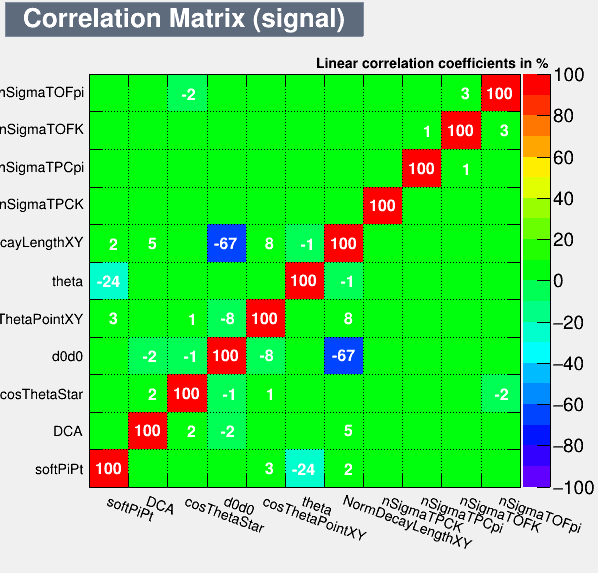 Correlation Matrix (signal)
Linear correlation coefficients in %
nSigmaTOFpi -2 3 100
nSigmaTOFK 1 100 3
nSigmaTPCpi 100 1
nSigmaTPCK 100
cayLengthXY 2 5 -67 8 -1 100
theta -24 100 -1
ThetaPointXY 3 1 -8 100 8
d0d0 -2 -1 100 -8 -67
cosThetaStar 2 100 -1 1 -2
DCA 100 2 -2 5
softPiPt 100 3 -24 2
softPiPt DCA cosThetaStar d0d0 cosThetaPointXY theta NormDecayLengthXY nSigmaTPCK nSigmaTPCpi nSigmaTOFK nSigmaTOFpi
100
80
60
40
20
0
−20
−40
−60
−80
−100